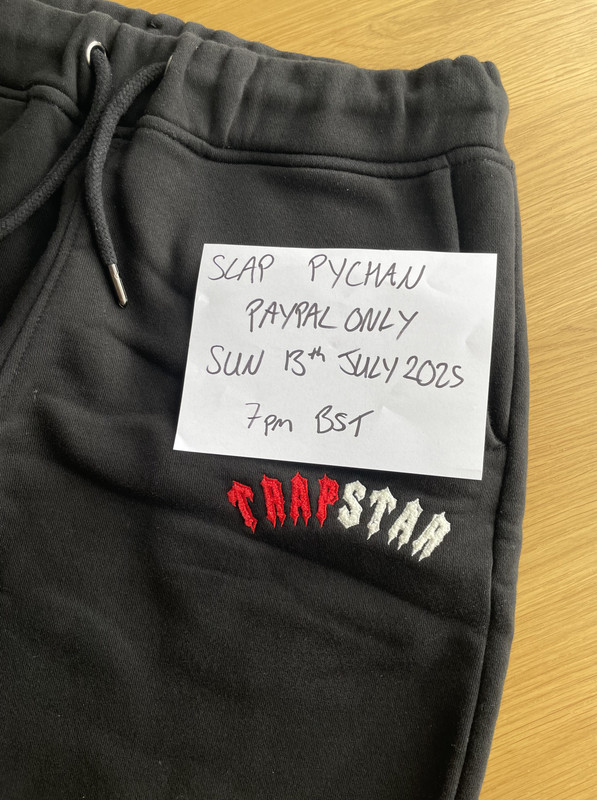 SLAP PYCHAN
PAYPAL ONLY
SUN 13th JULY 2025
7pm BST
TRAPSTAR